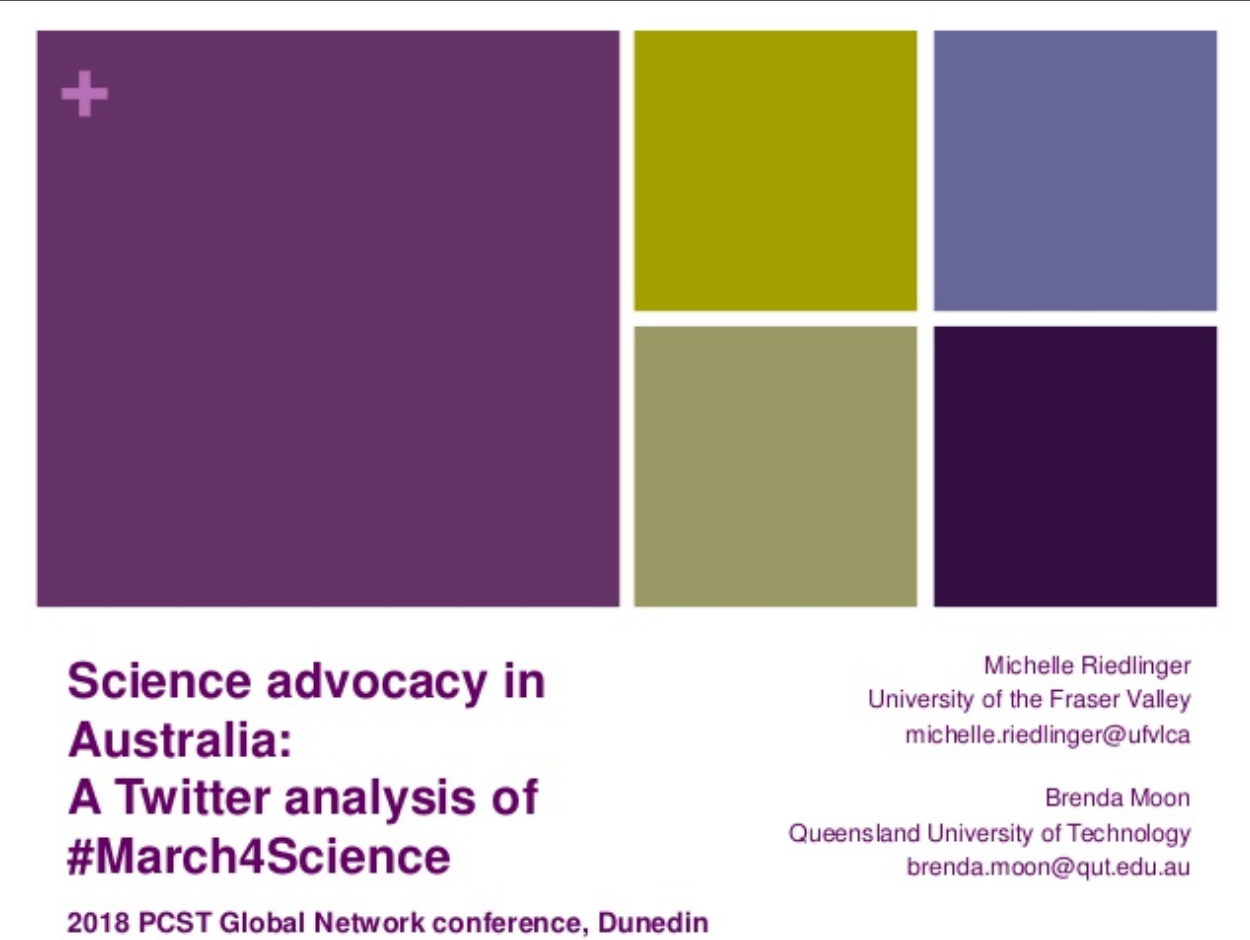 +
Science advocacy in
Australia:
A Twitter analysis of
#March4Science
2018 PCST Global Network conference, Dunedin
Michelle Riedlinger
University of the Fraser Valley
michelle.riedlinger@ufvlca
Brenda Moon
Queensland University of Technology
brenda.moon@qut.edu.au